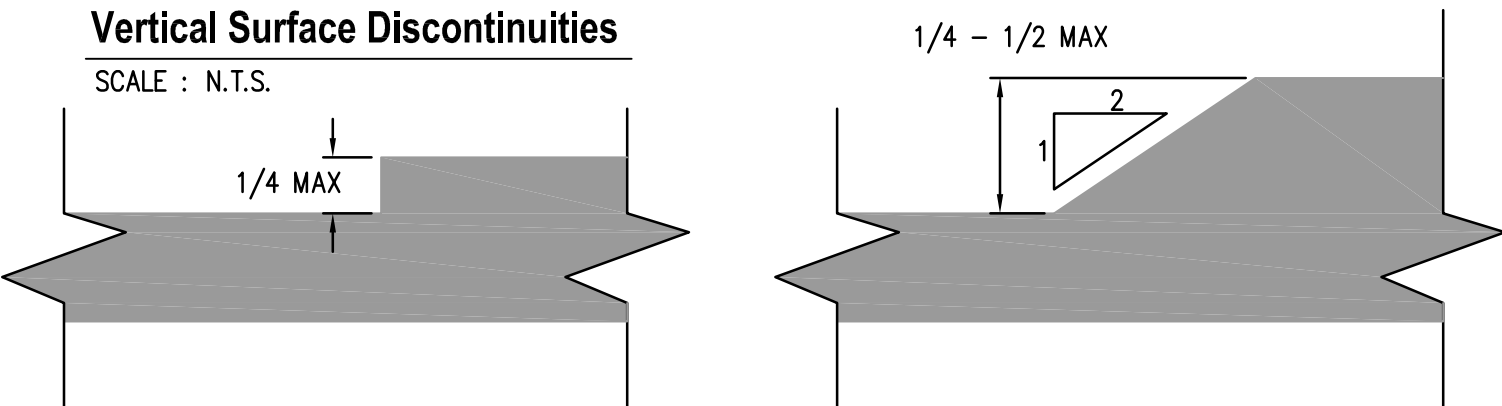 Vertical Surface Discontinuities
SCALE : N.T.S.
1/4 MAX
1/4 - 1/2 MAX
2
1